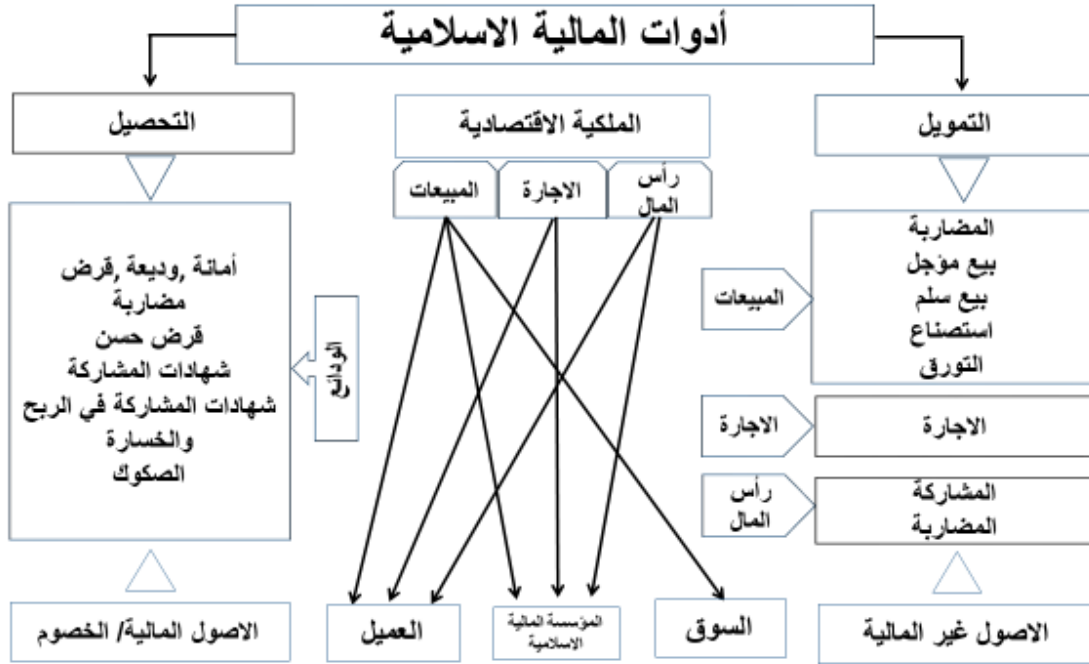 أدوات المالية الاسلامية
التمويل
الملكية الاقتصادية
التحصيل
رأس
المال
الاجارة
المبيعات
المبيعات
المضاربة
بيع مؤجل
بيع سلم
استصناع
التورق
الاجارة
الاجارة
رأس
المال
المشاركة
المضاربة
الودائع
أمانة ,وديعة ,قرض
مضاربة
قرض حسن
شهادات المشاركة
شهادات المشاركة في الربح
والخسارة
الصكوك
الاصول غير المالية
السوق
المؤسسة المالية
الاسلامية
العميل
الاصول المالية/ الخصوم